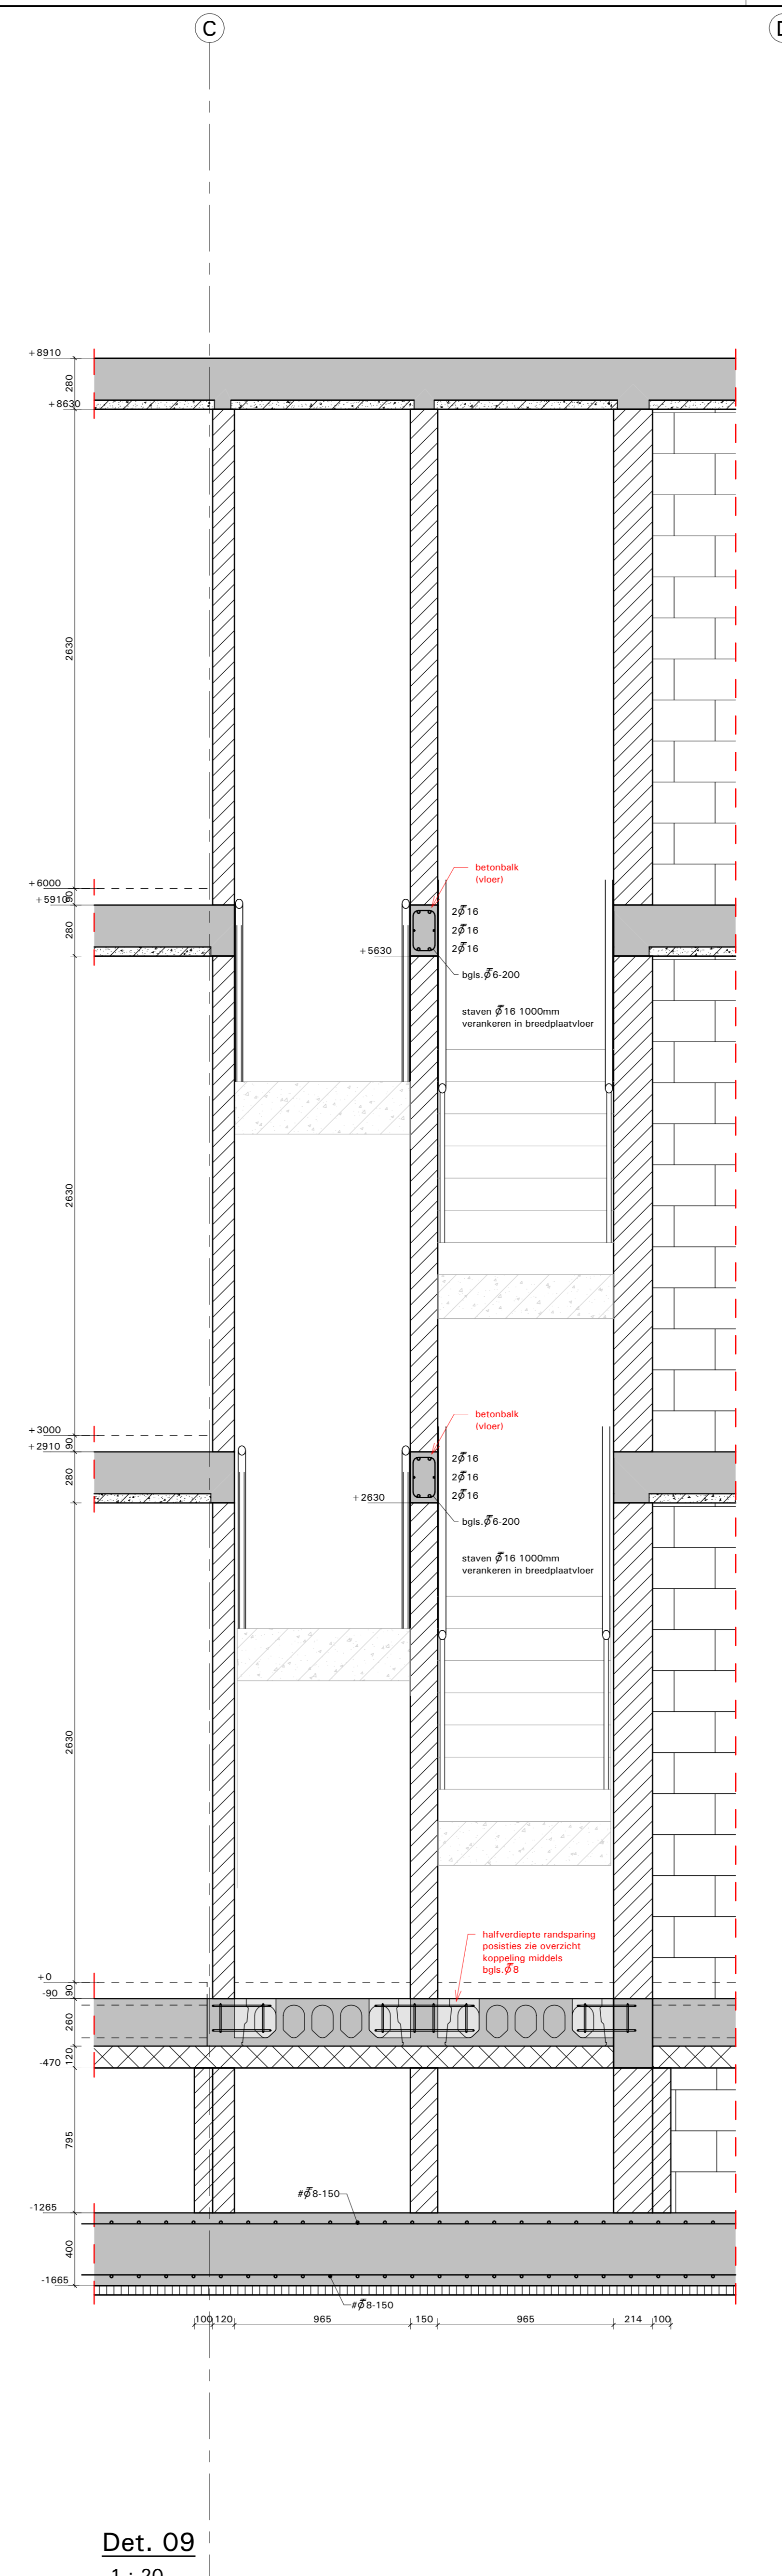 C
+8910
280
+8630
2630
+6000
90
+5910
280
betonbalk
(vloer)
2⌀16
2⌀16
2⌀16
+5630
bgls.⌀6-200
staven ⌀16 1000mm
verankeren in breedplaatvloer
2630
+3000
90
+2910
280
betonbalk
(vloer)
2⌀16
2⌀16
2⌀16
+2630
bgls.⌀6-200
staven ⌀16 1000mm
verankeren in breedplaatvloer
2630
halfverdiepte randsparing
posisties zie overzicht
koppeling middels
bgls.⌀8
+0
90
-90
260
120
-470
795
#⌀8-150
-1265
400
-1665
#⌀8-150
100 120 965 150 965 214 100
Det. 09
1 : 20